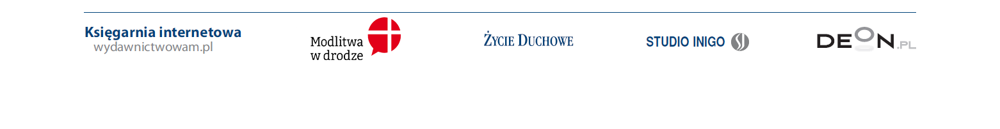 Księgarnia internetowa
wydawnictwowam.pl
Modlitwa
w drodze
Życie Duchowe
STUDIO INIGO
DEON.PL